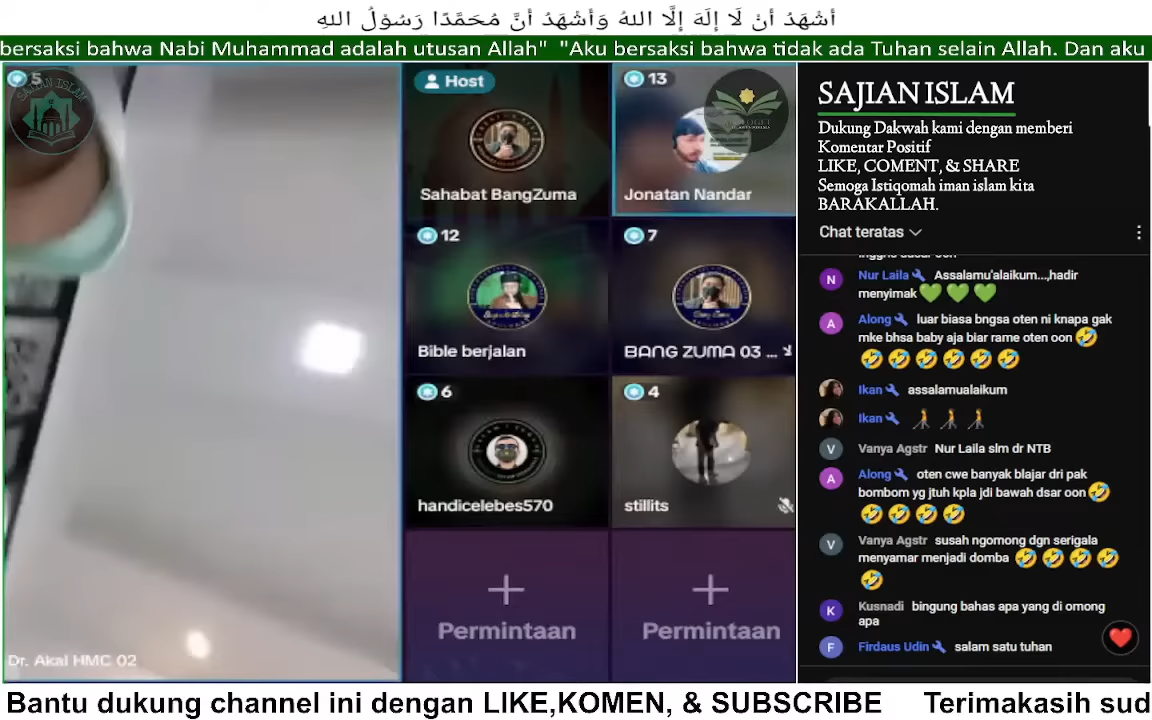 أَشْهَدُ أَنْ لَا إِلَهَ إِلَّا اللهُ وَأَشْهَدُ أَنَّ مُحَمَّدًا رَسُوْلُ اللهِ
bersaksi bahwa Nabi Muhammad adalah utusan Allah" "Aku bersaksi bahwa tidak ada Tuhan selain Allah. Dan aku
5
SAJIAN ISLAM
Dr. Akal HMC 02
Host
Sahabat BangZuma
13
Jonatan Nandar
12
Bible berjalan
7
BANG ZUMA 03 ...
6
handicelebes570
4
stillits
Permintaan
Permintaan
SAJIAN ISLAM
Dukung Dakwah kami dengan memberi
Komentar Positif
LIKE, COMENT, & SHARE
Semoga Istiqomah iman islam kita
BARAKALLAH.
Chat teratas
Nur Laila Assalamu'alaikum...,hadir
menyimak💚💚💚
Along luar biasa bngsa oten ni knapa gak
mke bhsa baby aja biar rame oten oon🤣
🤣🤣🤣🤣🤣🤣
Ikan assalamualaikum
Ikan
Vanya Agstr Nur Laila slm dr NTB
Along oten cwe banyak blajar dri pak
bombom yg jtuh kpla jdi bawah dsar oon🤣
🤣🤣🤣🤣
Vanya Agstr susah ngomong dgn serigala
menyamar menjadi domba 🤣🤣🤣🤣
🤣
Kusnadi bingung bahas apa yang di omong
apa
Firdaus Udin salam satu tuhan
Bantu dukung channel ini dengan LIKE,KOMEN, & SUBSCRIBE Terimakasih sud